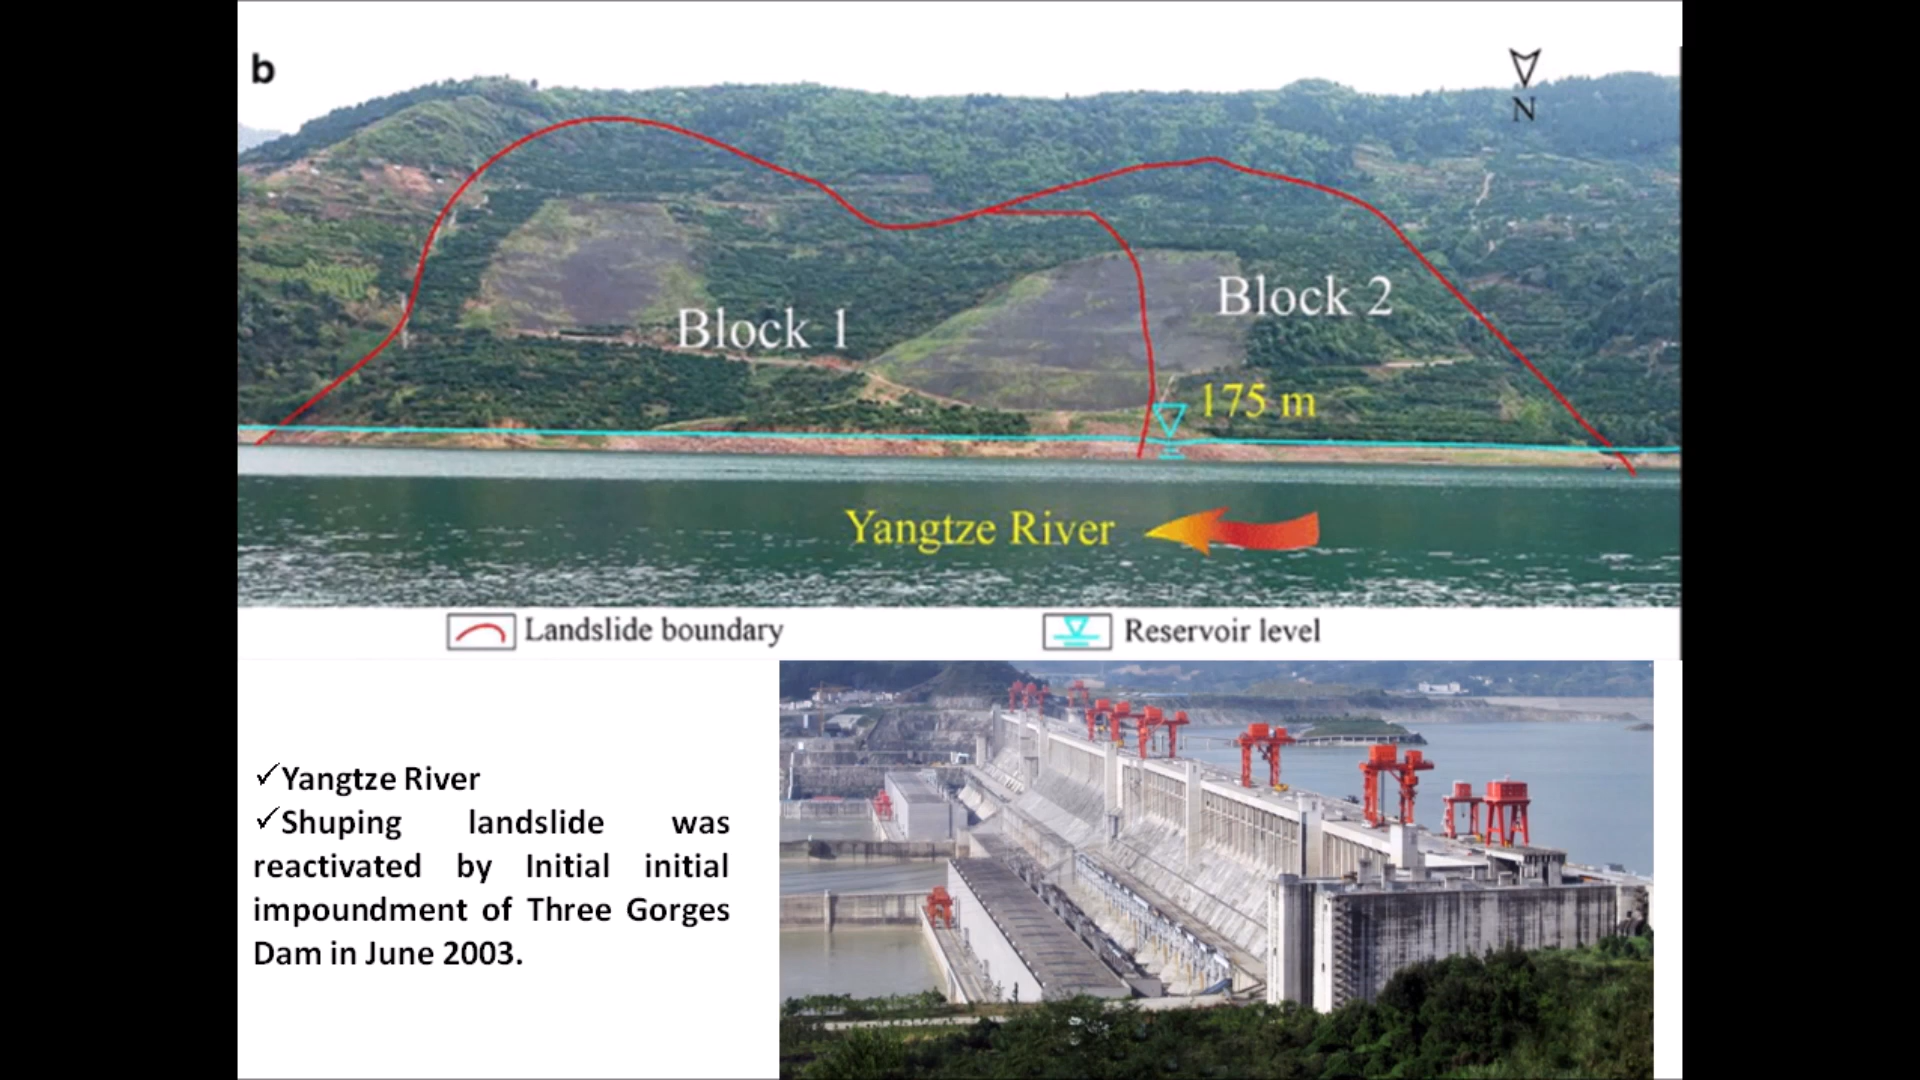 b
N
Block 1
Block 2
175 m
Yangtze River
Landslide boundary
Reservoir level
✓Yangtze River
✓Shuping landslide was
reactivated by Initial initial
impoundment of Three Gorges
Dam in June 2003.